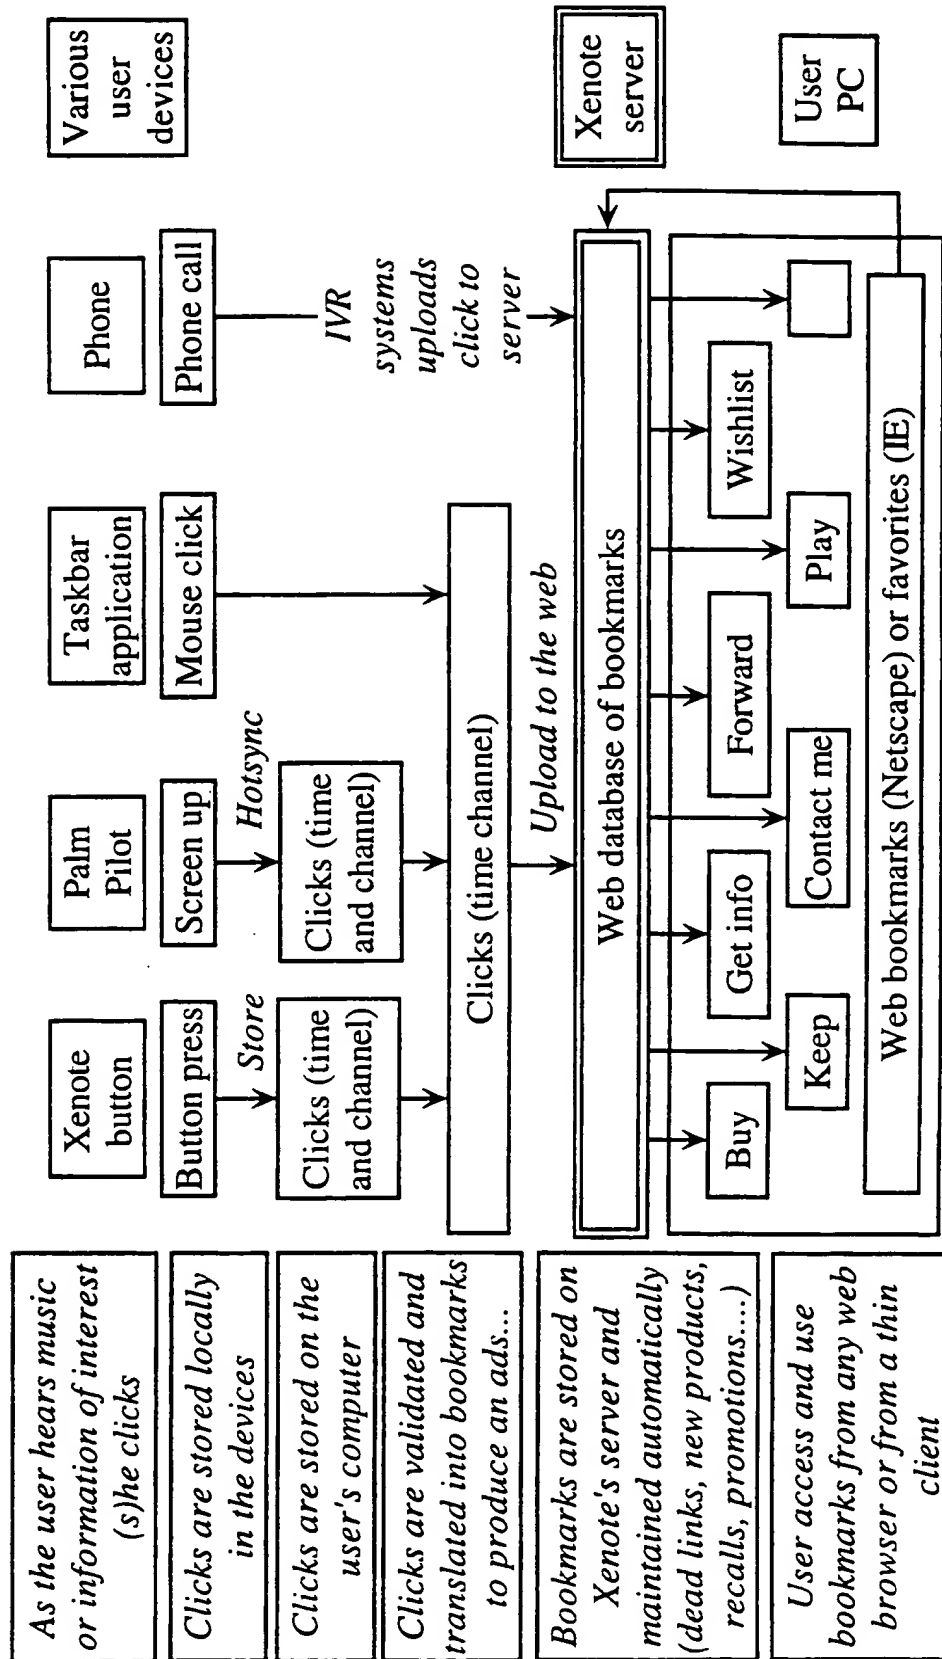 As the user hears music
or information of interest
(s)he clicks
Xenote
button
Palm
Pilot
Taskbar
application
Phone
Various
user
devices
Clicks are stored locally
in the devices
Button press
Screen up
Mouse click
Phone call
Store
Hotsync
IVR
systems
uploads
click to
server
Clicks are stored on the
user's computer
Clicks (time
and channel)
Clicks (time
and channel)
Clicks are validated and
translated into bookmarks
to produce an ads...
Clicks (time channel)
Upload to the web
Bookmarks are stored on
Xenote's server and
maintained automatically
(dead links, new products,
recalls, promotions....)
Web database of bookmarks
Xenote
server
User access and use
bookmarks from any web
browser or from a thin
client
Buy
Keep
Get info
Contact me
Forward
Play
Wishlist
Web bookmarks (Netscape) or favorites (IE)
User
PC